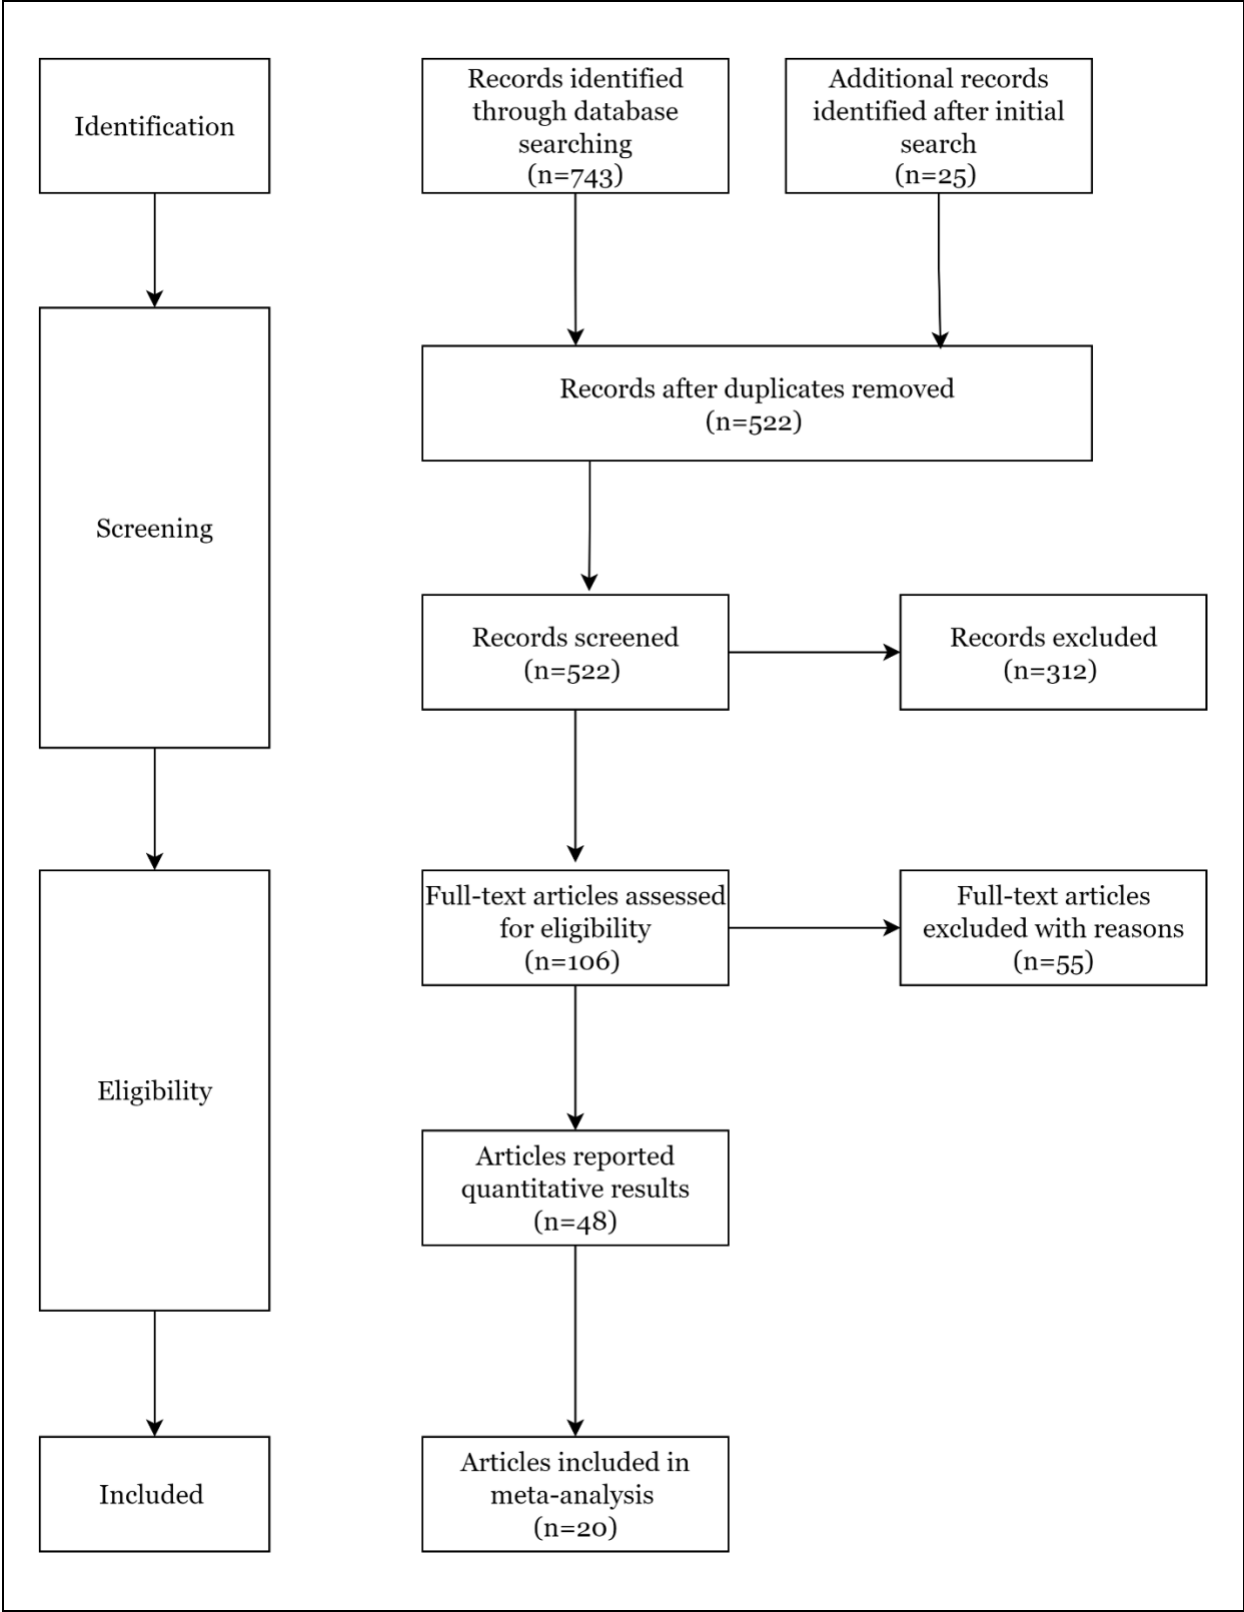 Identification
Records identified
through database
searching
(n=743)
Additional records
identified after initial
search
(n=25)
Records after duplicates removed
(n=522)
Screening
Records screened
(n=522)
Records excluded
(n=312)
Full-text articles assessed
for eligibility
(n=106)
Full-text articles
excluded with reasons
(n=55)
Eligibility
Articles reported
quantitative results
(n=48)
Included
Articles included in
meta-analysis
(n=20)